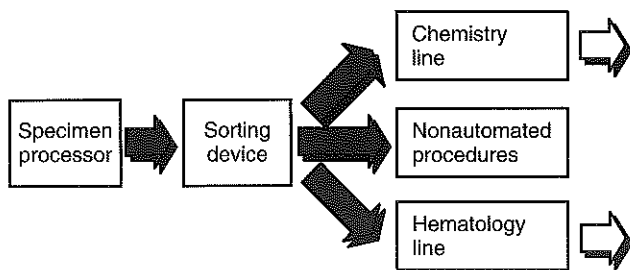 Specimen
processor
Sorting
device
Chemistry
line
Nonautomated
procedures
Hematology
line